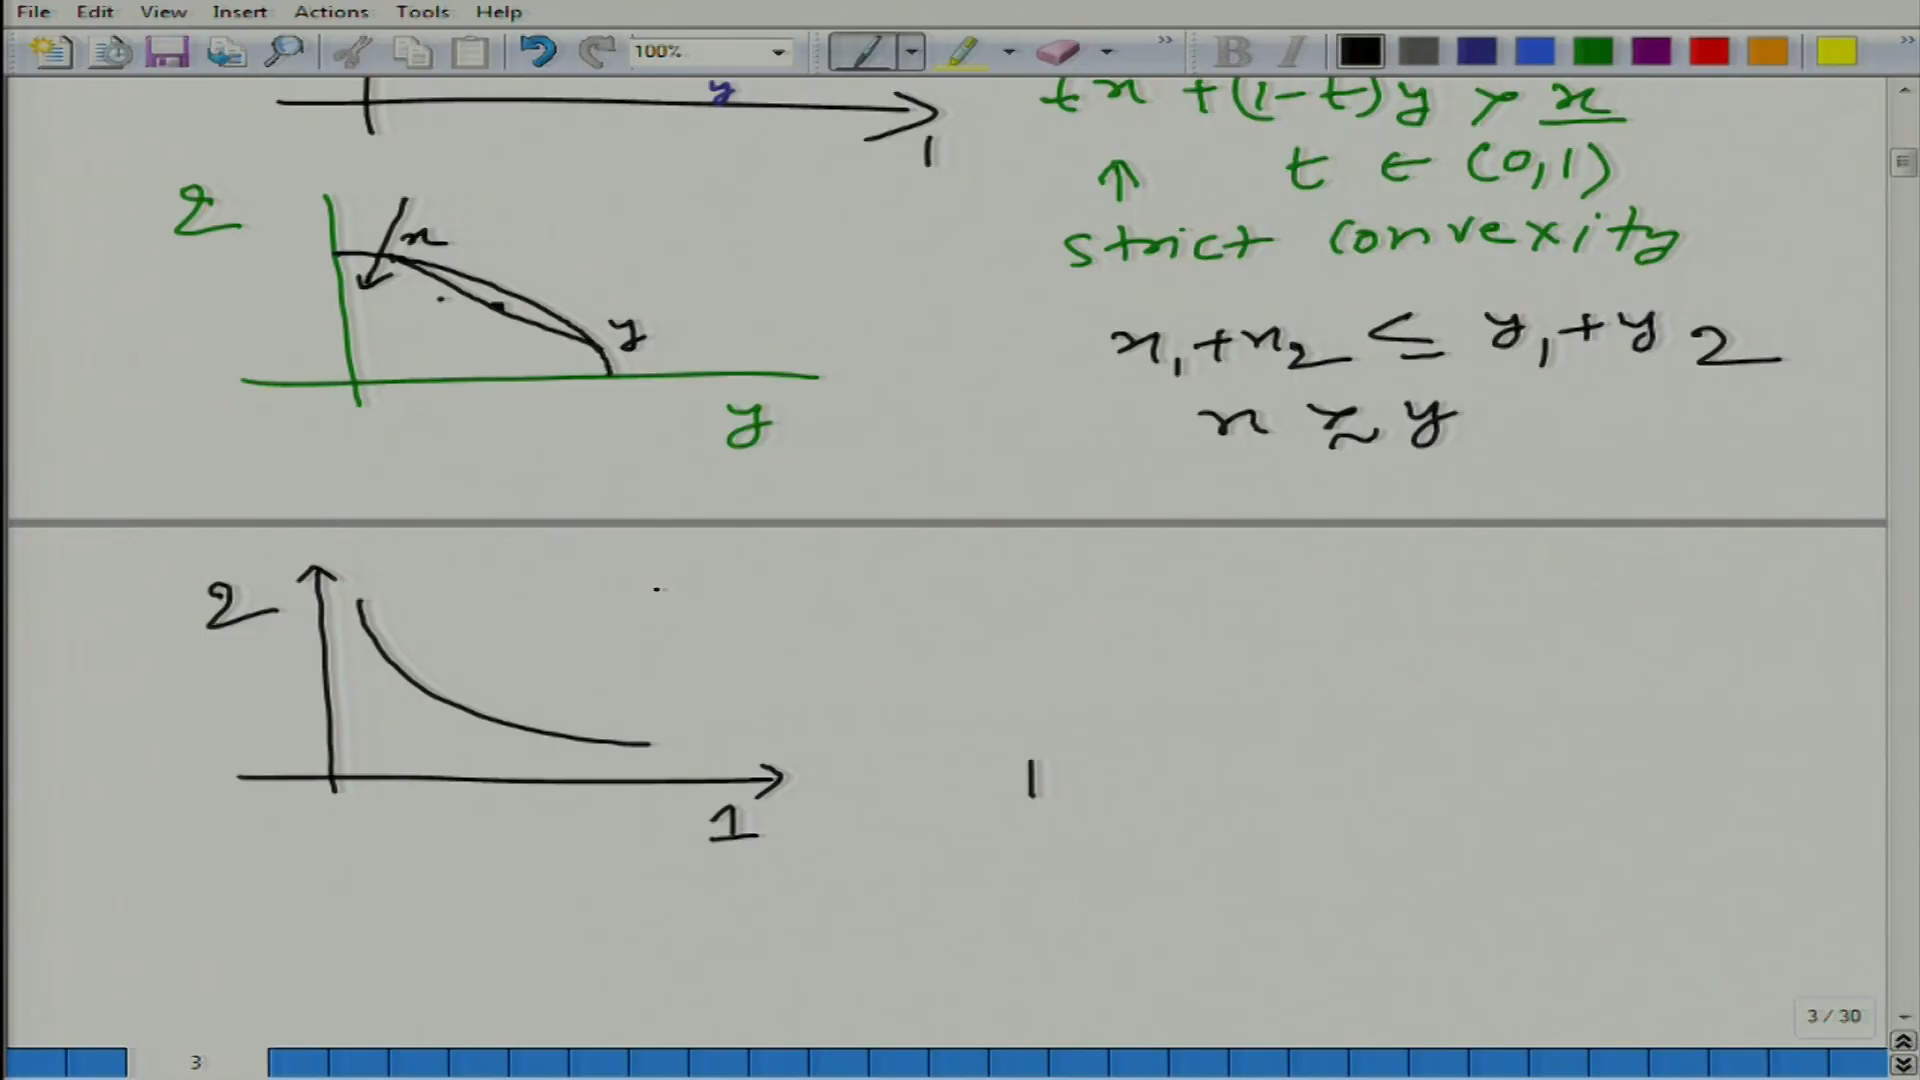 File Edit View Insert Actions Tools Help
100%
B I
y
1
tx + (1-t)y ≻ x
t ∈ (0,1)
strict convexity
2
x
y
y
x₁+x₂ ≤ y₁+y₂
x ≿ y
2
1
1
3 / 30
3